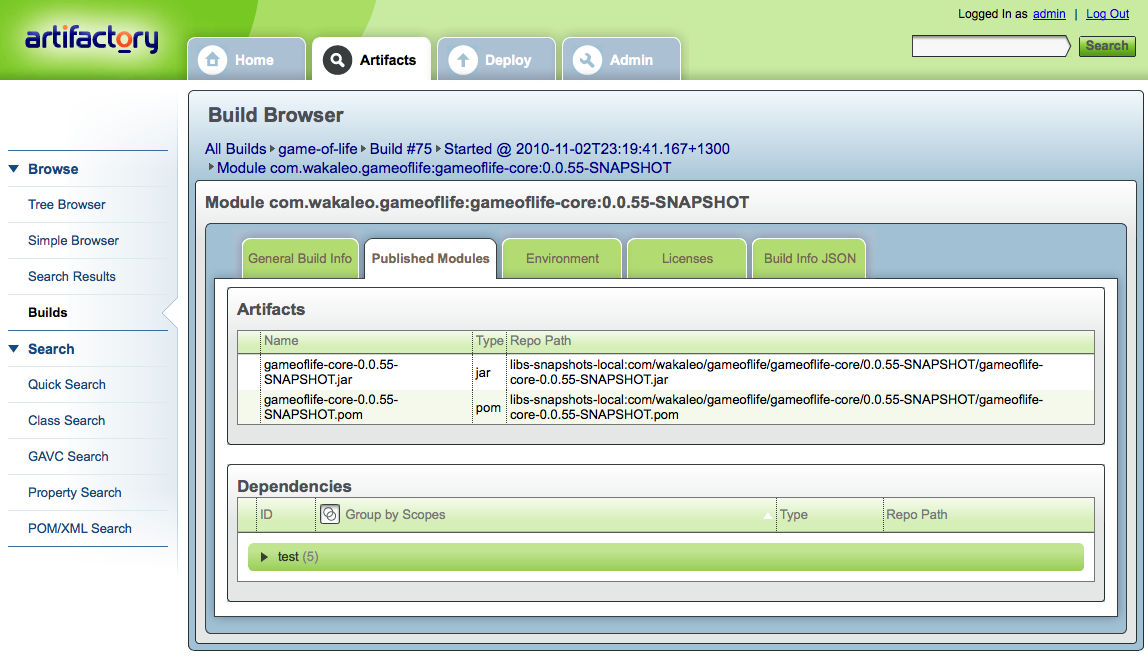 Logged In as admin | Log Out
artifactory
Home
Artifacts
Deploy
Admin
Search
Browse
Tree Browser
Simple Browser
Search Results
Builds
Search
Quick Search
Class Search
GAVC Search
Property Search
POM/XML Search
Build Browser
All Builds game-of-life Build #75 Started @ 2010-11-02T23:19:41.167+1300
Module com.wakaleo.gameoflife:gameoflife-core:0.0.55-SNAPSHOT
Module com.wakaleo.gameoflife:gameoflife-core:0.0.55-SNAPSHOT
General Build Info
Published Modules
Environment
Licenses
Build Info JSON
Artifacts
Name Type Repo Path
gameoflife-core-0.0.55-
SNAPSHOT.jar
jar
libs-snapshots-local:com/wakaleo/gameoflife/gameoflife-core/0.0.55-SNAPSHOT/gameoflife-
core-0.0.55-SNAPSHOT.jar
gameoflife-core-0.0.55-
SNAPSHOT.pom
pom
libs-snapshots-local:com/wakaleo/gameoflife/gameoflife-core/0.0.55-SNAPSHOT/gameoflife-
core-0.0.55-SNAPSHOT.pom
Dependencies
ID Group by Scopes Type Repo Path
test (5)